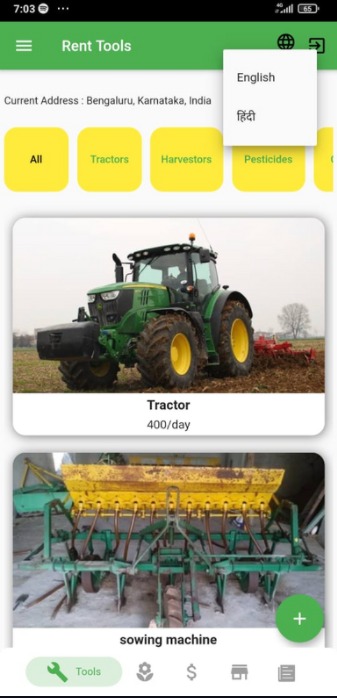 7:03 ...
4G 65
Rent Tools
English
हिंदी
Current Address : Bengaluru, Karnataka, India
All Tractors Harvestors Pesticides
Tractor
400/day
sowing machine
+
Tools $